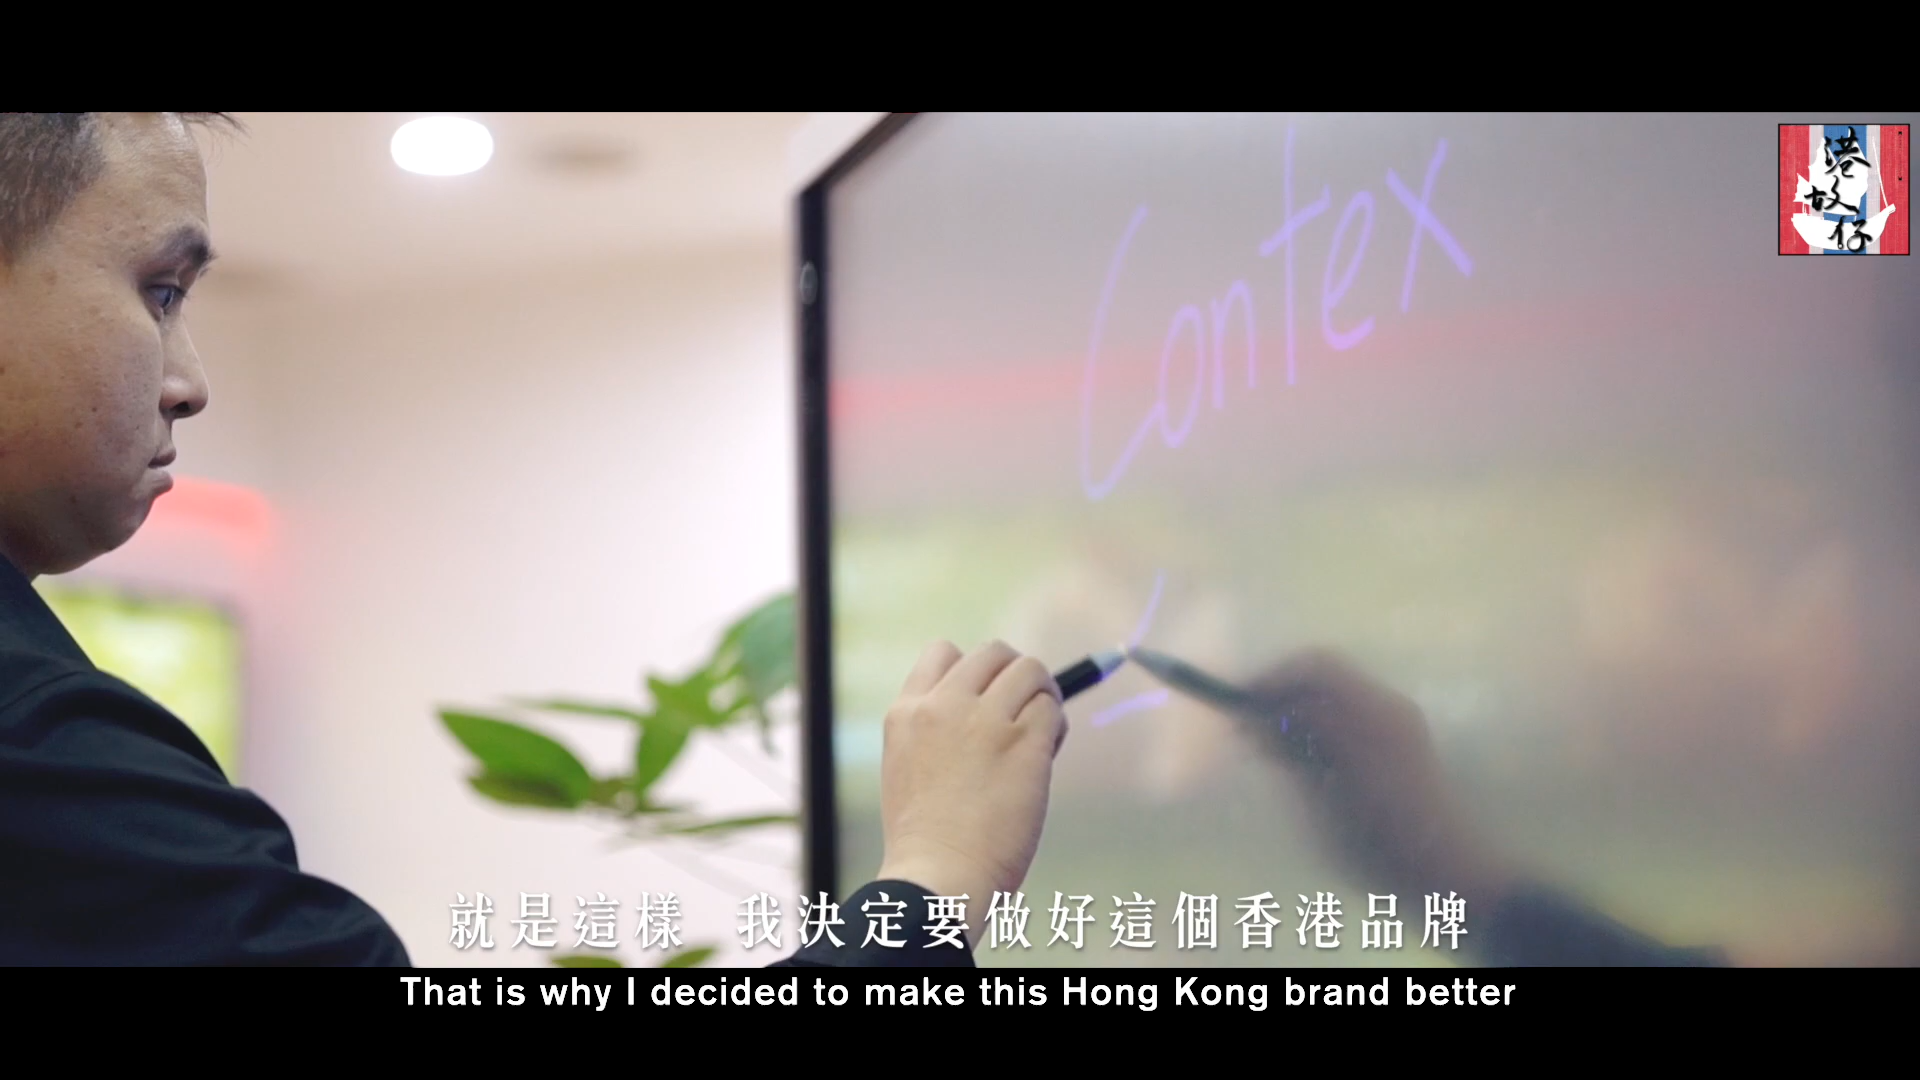 港
故
仔
Contex
就是這樣 我決定要做好這個香港品牌
That is why I decided to make this Hong Kong brand better